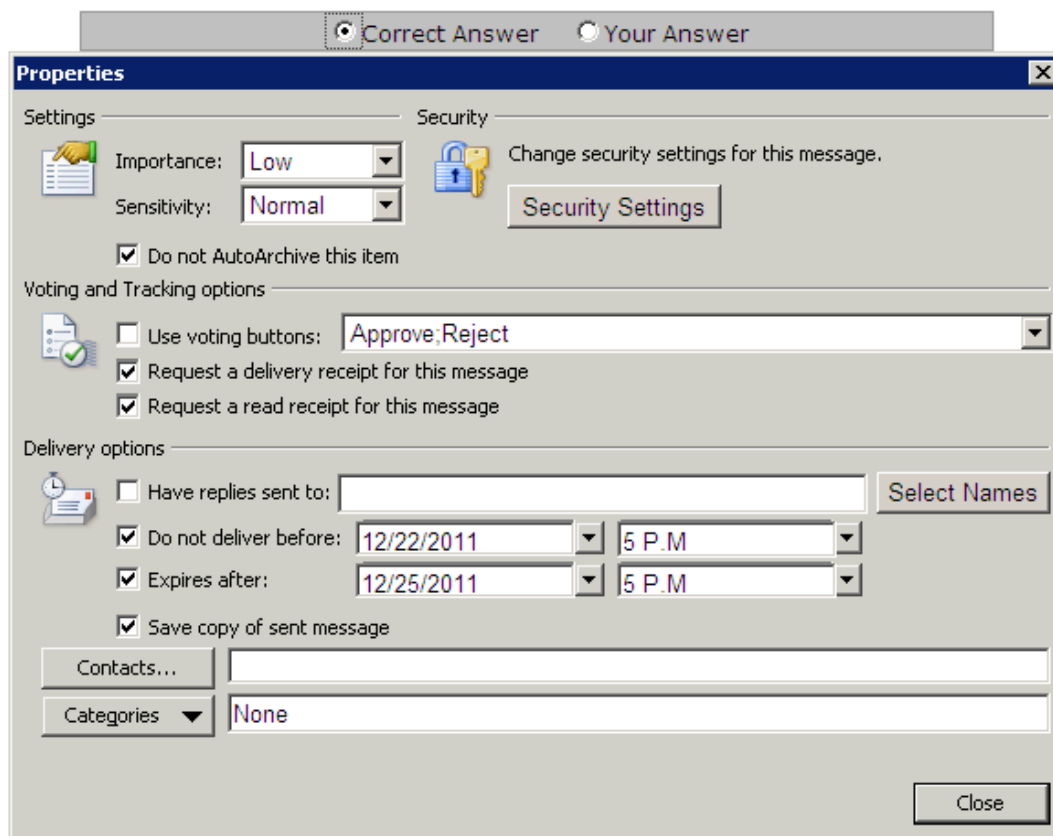 Correct Answer Your Answer
Properties
Settings Security
Importance: Low Change security settings for this message.
Sensitivity: Normal Security Settings
Do not AutoArchive this item
Voting and Tracking options
Use voting buttons: Approve;Reject
Request a delivery receipt for this message
Request a read receipt for this message
Delivery options
Have replies sent to: Select Names
Do not deliver before: 12/22/2011 5 P.M
Expires after: 12/25/2011 5 P.M
Save copy of sent message
Contacts...
Categories None
Close